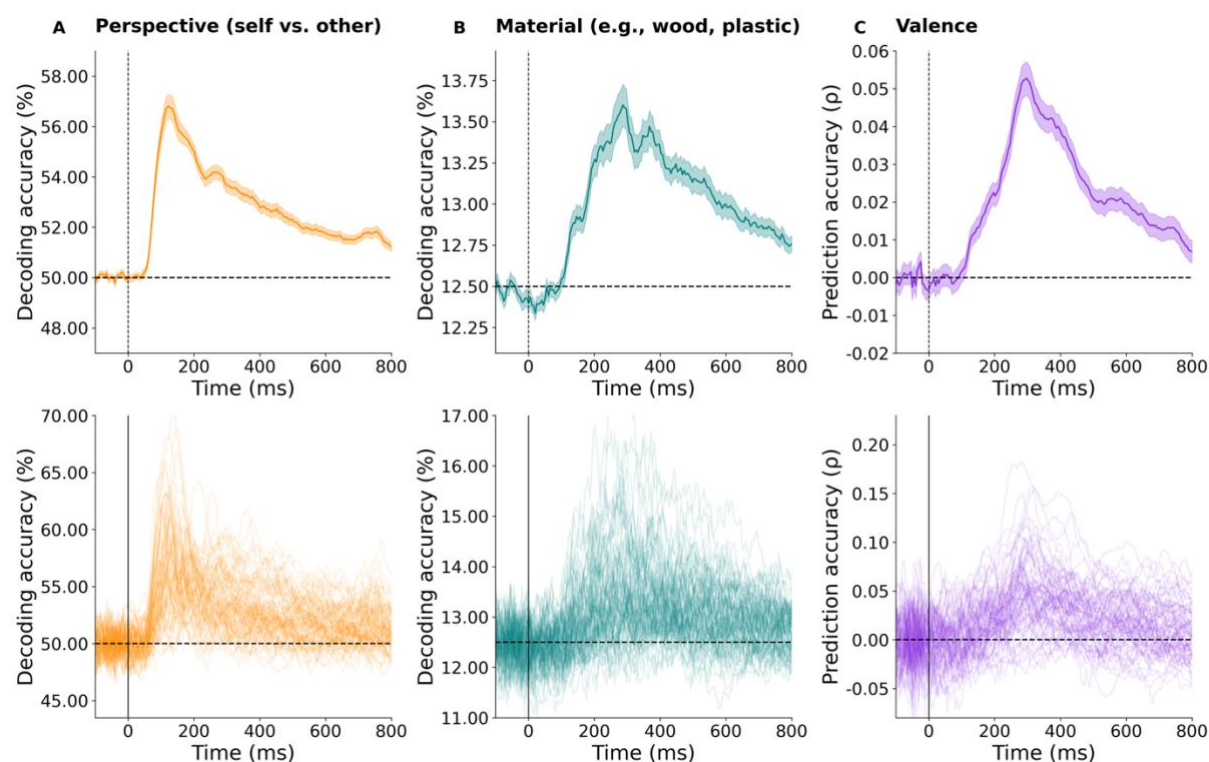 A Perspective (self vs. other)
B Material (e.g., wood, plastic)
C Valence
Decoding accuracy (%)
58.00
56.00
54.00
52.00
50.00
48.00
0 200 400 600 800
Time (ms)
Decoding accuracy (%)
13.75
13.50
13.25
13.00
12.75
12.50
12.25
0 200 400 600 800
Time (ms)
Prediction accuracy (ρ)
0.06
0.05
0.04
0.03
0.02
0.01
0.00
-0.01
-0.02
0 200 400 600 800
Time (ms)
Decoding accuracy (%)
70.00
65.00
60.00
55.00
50.00
45.00
0 200 400 600 800
Time (ms)
Decoding accuracy (%)
17.00
16.00
15.00
14.00
13.00
12.00
11.00
0 200 400 600 800
Time (ms)
Prediction accuracy (ρ)
0.20
0.15
0.10
0.05
0.00
-0.05
0 200 400 600 800
Time (ms)